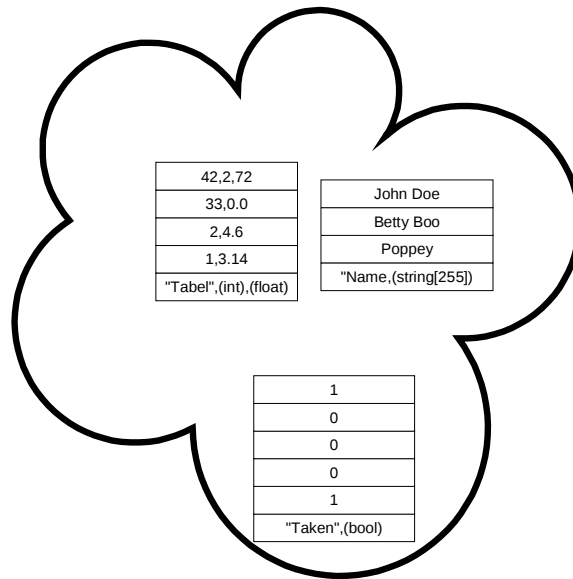 42,2,72
33,0.0
2,4.6
1,3.14
"Tabel",(int),(float)
John Doe
Betty Boo
Poppey
"Name,(string[255])
1
0
0
0
1
"Taken",(bool)